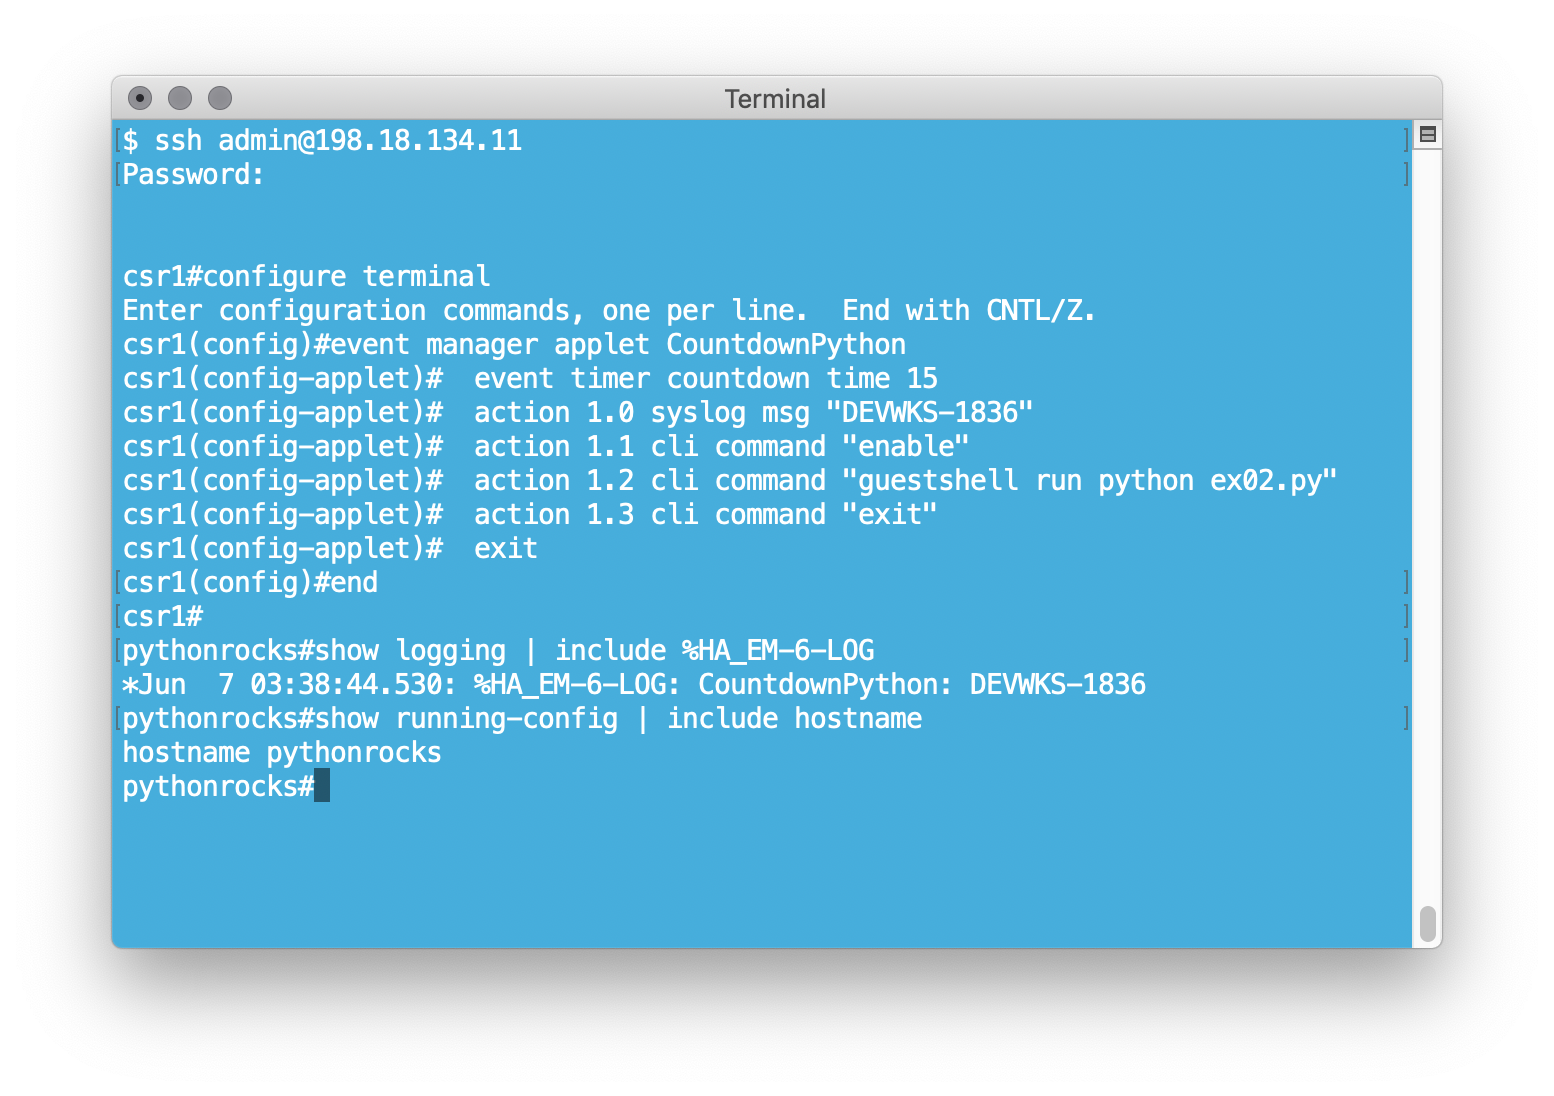 Terminal
$ ssh admin@198.18.134.11
Password:
csr1#configure terminal
Enter configuration commands, one per line.  End with CNTL/Z.
csr1(config)#event manager applet CountdownPython
csr1(config-applet)#  event timer countdown time 15
csr1(config-applet)#  action 1.0 syslog msg "DEVWKS-1836"
csr1(config-applet)#  action 1.1 cli command "enable"
csr1(config-applet)#  action 1.2 cli command "guestshell run python ex02.py"
csr1(config-applet)#  action 1.3 cli command "exit"
csr1(config-applet)#  exit
csr1(config)#end
csr1#
pythonrocks#show logging | include %HA_EM-6-LOG
*Jun  7 03:38:44.530: %HA_EM-6-LOG: CountdownPython: DEVWKS-1836
pythonrocks#show running-config | include hostname
hostname pythonrocks
pythonrocks#